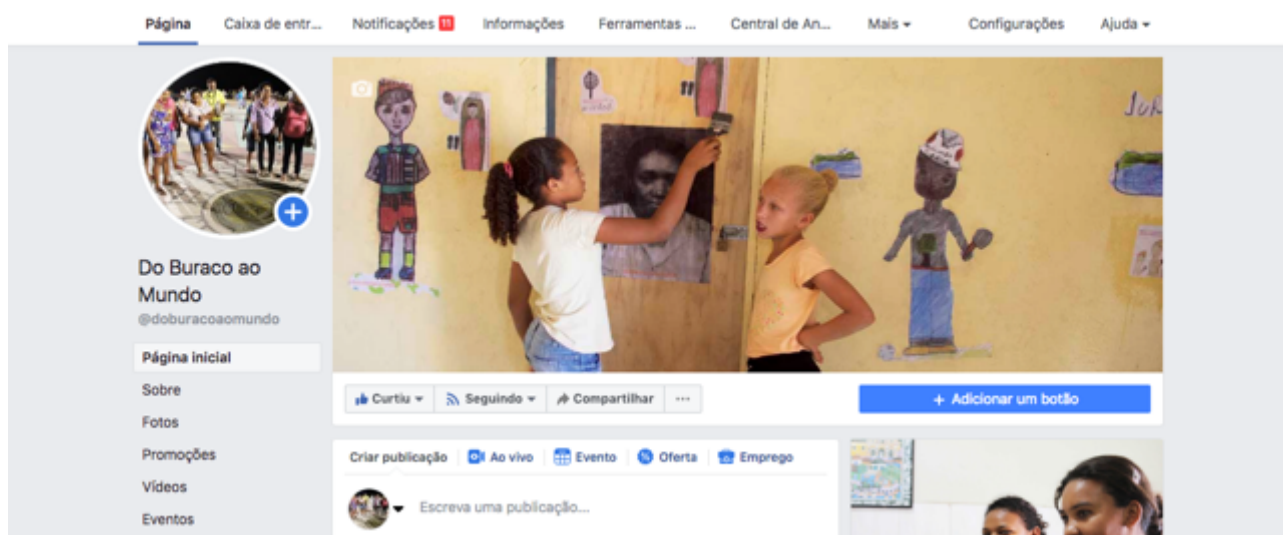 Página Caixa de entr... Notificações 11 Informações Ferramentas ... Central de An... Mais Configurações Ajuda
Do Buraco ao
Mundo
@doburacoaomundo
Página inicial
Sobre
Fotos
Promoções
Vídeos
Eventos
Curtiu Seguindo Compartilhar ...
+ Adicionar um botão
Criar publicação Ao vivo Evento Oferta Emprego
Escreva uma publicação...